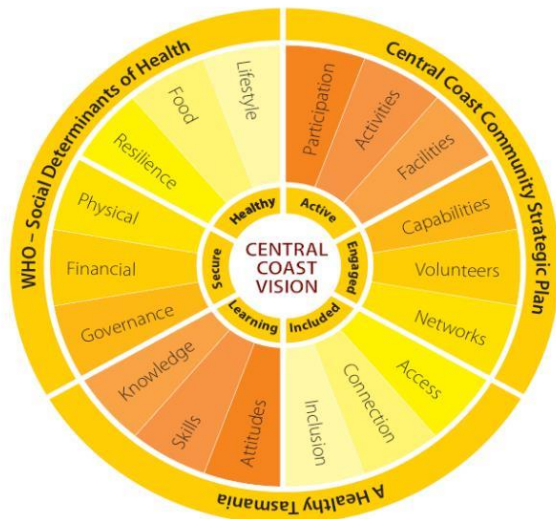 WHO – Social Determinants of Health
Central Coast Community Strategic Plan
A Healthy Tasmania
CENTRAL
COAST
VISION
Healthy
Active
Engaged
Included
Learning
Secure
Participation
Activities
Facilities
Capabilities
Volunteers
Networks
Access
Connection
Inclusion
Attitudes
Skills
Knowledge
Governance
Financial
Physical
Resilience
Food
Lifestyle